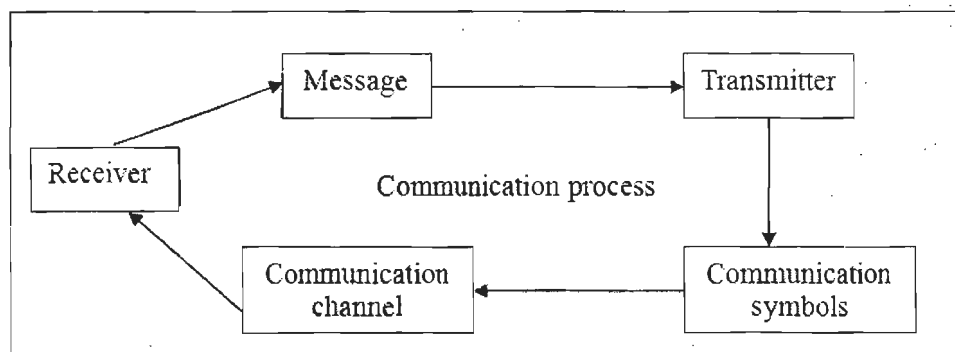 Message
Transmitter
Receiver
Communication process
Communication
channel
Communication
symbols